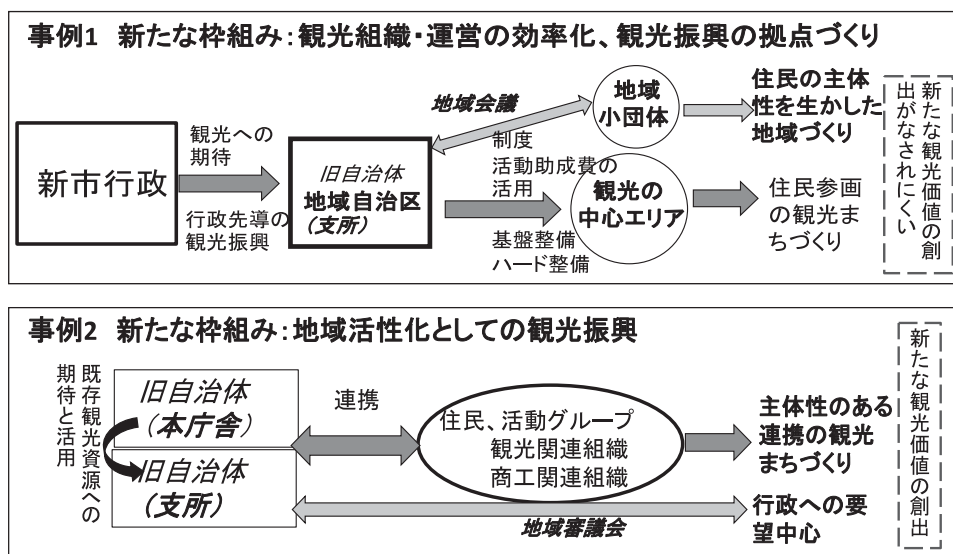 事例1 新たな枠組み：観光組織・運営の効率化、観光振興の拠点づくり
新市行政
観光への
期待
行政先導の
観光振興
旧自治体
地域自治区
(支所)
地域会議
制度
活動助成費の
活用
基盤整備
ハード整備
地域
小団体
観光の
中心エリア
住民の主体
性を生かした
地域づくり
住民参画
の観光ま
ちづくり
新たな観光価値の創
出がなされにくい
事例2 新たな枠組み：地域活性化としての観光振興
既存観光資源への
期待と活用
旧自治体
(本庁舎)
旧自治体
(支所)
連携
住民、活動グループ
観光関連組織
商工関連組織
地域審議会
主体性のある
連携の観光
まちづくり
行政への要
望中心
新たな観光価値の創出